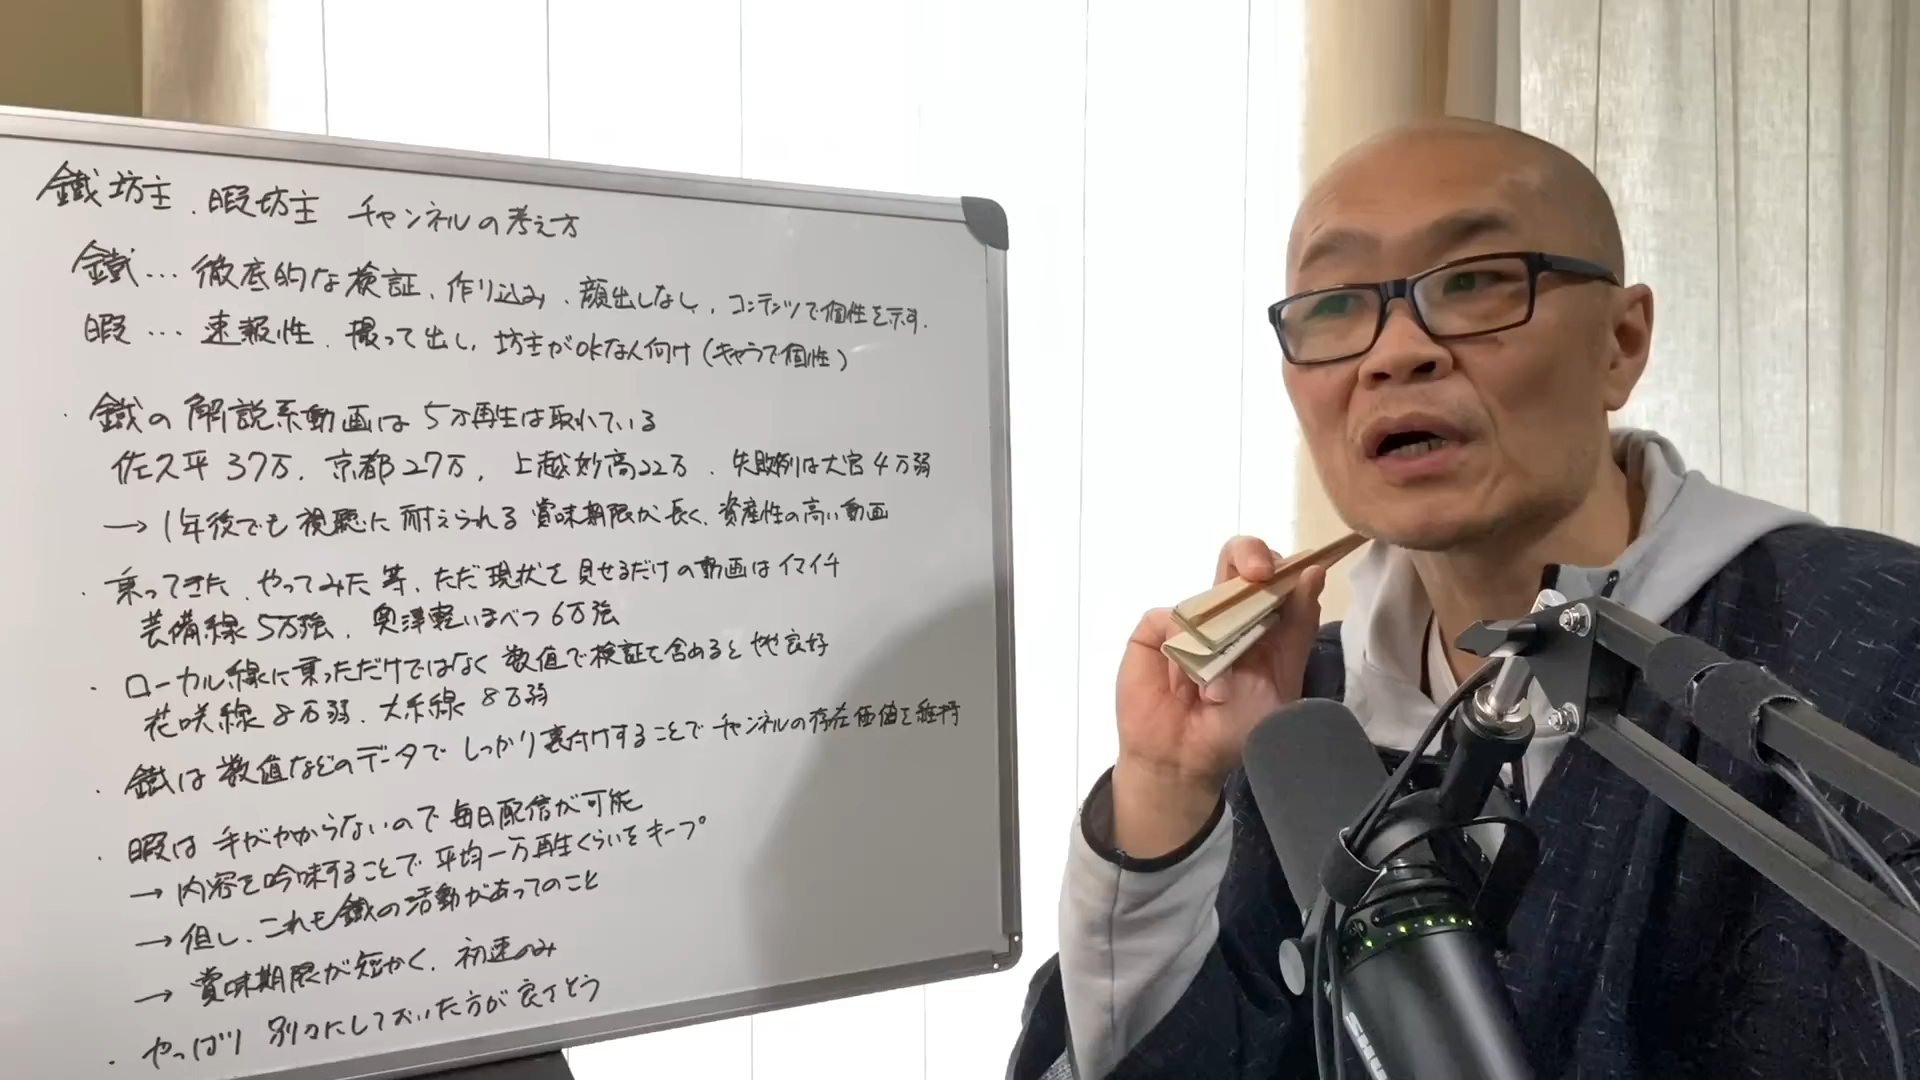 鐵坊主、暇坊主 チャンネルの考え方
鐵…徹底的な検証、作り込み、顔出しなし、コンテンツで個性を示す。
暇…速報性、撮って出し、坊主がOKな人向け(キャラで個性)
・鐵の解説系動画は5万再生は取れている
佐久平37万、京都27万、上越妙高22万、失敗例は大宮4万弱
→1年後でも視聴に耐えられる賞味期限が長く、資産性の高い動画
・乗ってきた、やってみた等、ただ現状を見せるだけの動画はイマイチ
装備線5万強、奥津軽いまべつ6万強
・ローカル線に乗っただけではなく数値で検証を含めるとやや良好
花咲線8万弱、大糸線8万弱
・鐵は数値などのデータでしっかり裏付けすることでチャンネルの存在価値を維持
・暇は手がかからないので毎日配信が可能
→内容を吟味することで平均一万再生くらいをキープ
→但し、これも鐵の活動があってのこと
→賞味期限が短かく、初速のみ
・やっぱり別々にしておいた方が良さそう
SHU